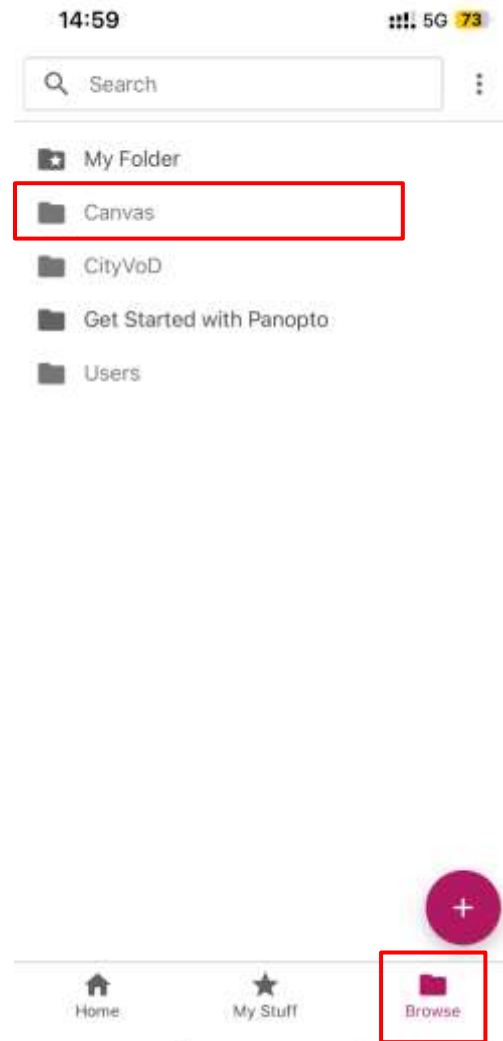 14:59 5G 73
Search
My Folder
Canvas
CityVoD
Get Started with Panopto
Users
+
Home My Stuff Browse